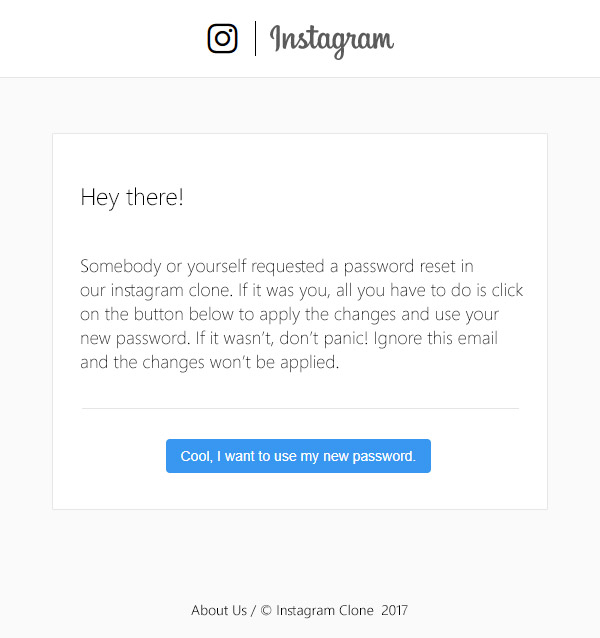 Instagram
Hey there!
Somebody or yourself requested a password reset in
our instagram clone. If it was you, all you have to do is click
on the button below to apply the changes and use your
new password. If it wasn't, don't panic! Ignore this email
and the changes won't be applied.
Cool, I want to use my new password.
About Us / © Instagram Clone 2017